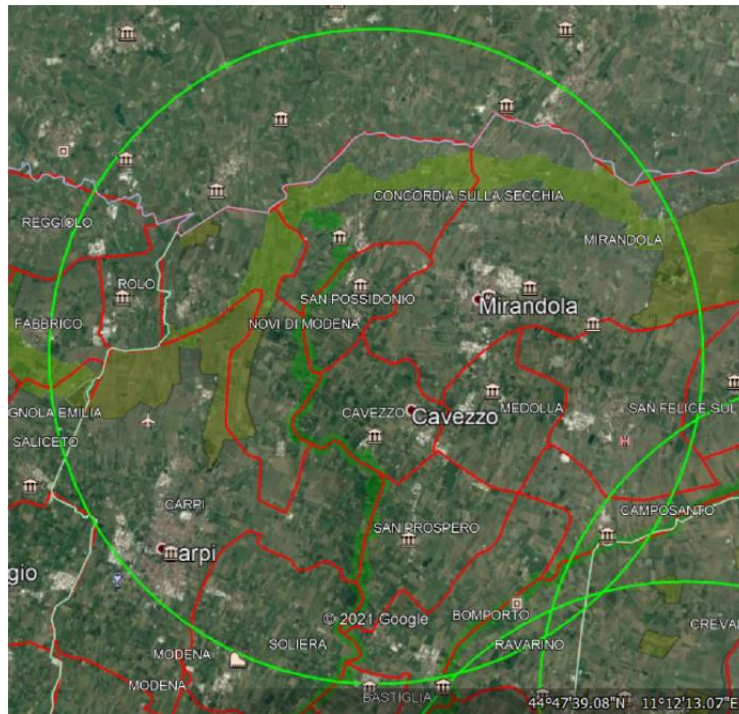 CONCORDIA SULLA SECCHIA
REGGIOLO
MIRANDOLA
ROLO
SAN POSSIDONIO
Mirandola
FABBRICO
NOVI DI MODENA
GNOLA EMILIA
CAVEZZO
Cavezzo
MEDOLLA
SAN FELICE SUL
SALICETO
CARPI
CAMPOSANTO
SAN PROSPERO
arpi
gio
© 2021 Google
BOMPORTO
CREVAL
SOLIERA
RAVARINO
MODENA
MODENA
BASTIGLIA
44°47'39.08"N 11°12'13.07"E